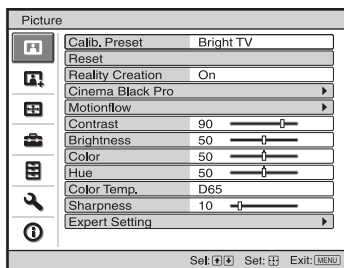 Picture
Calib. Preset Bright TV
Reset
Reality Creation On
Cinema Black Pro
Motionflow
Contrast 90
Brightness 50
Color 50
Hue 50
Color Temp. D65
Sharpness 10
Expert Setting
Sel: Set: Exit: MENU